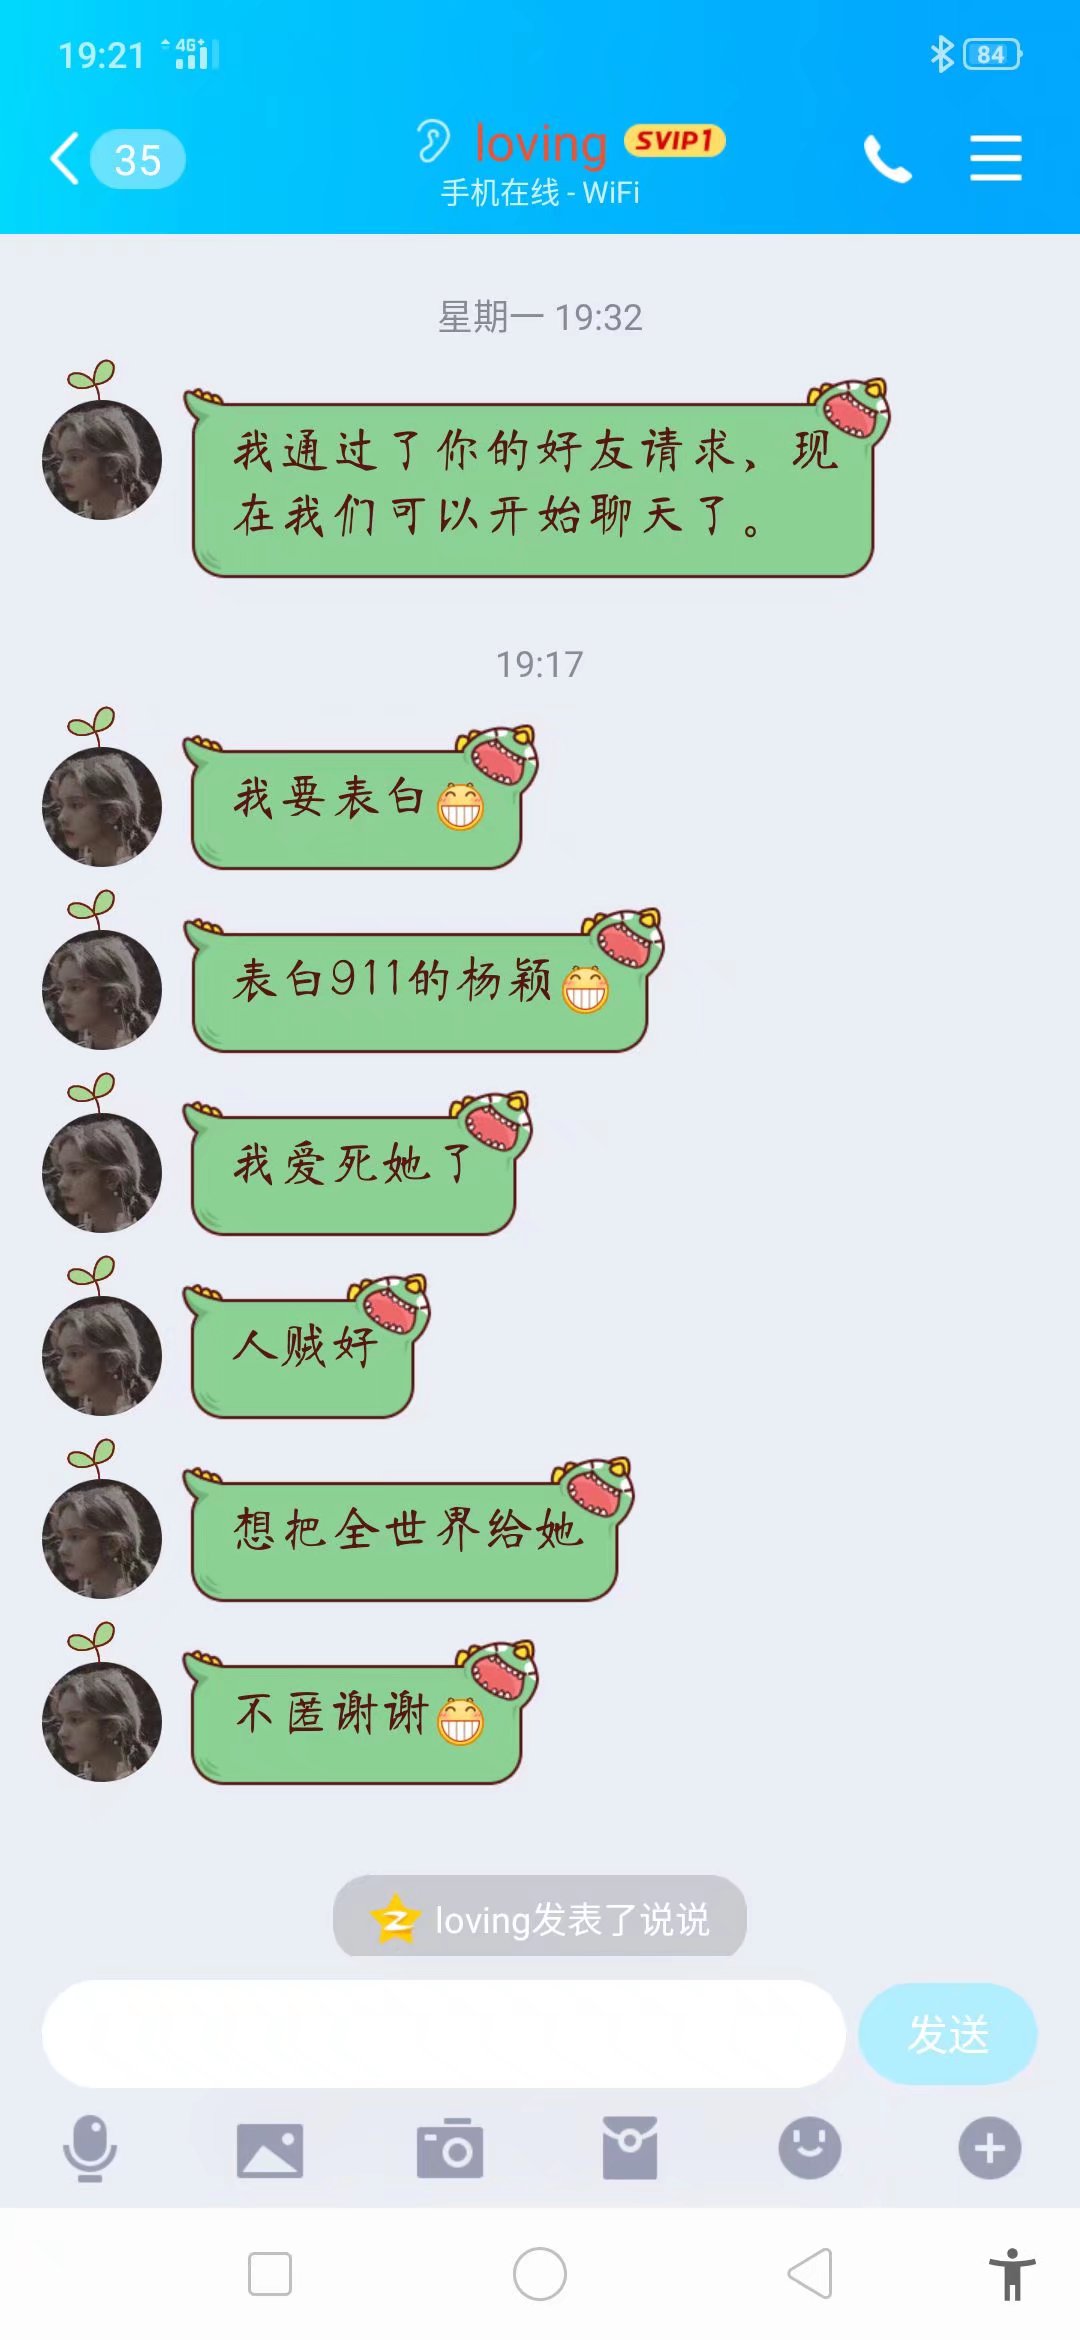 19:21 4G+ 84
35 loving SVIP1
手机在线 - WiFi
星期一 19:32
我通过了你的好友请求，现
在我们可以开始聊天了。
19:17
我要表白
表白911的杨颖
我爱死她了
人贼好
想把全世界给她
不匿谢谢
loving发表了说说
发送